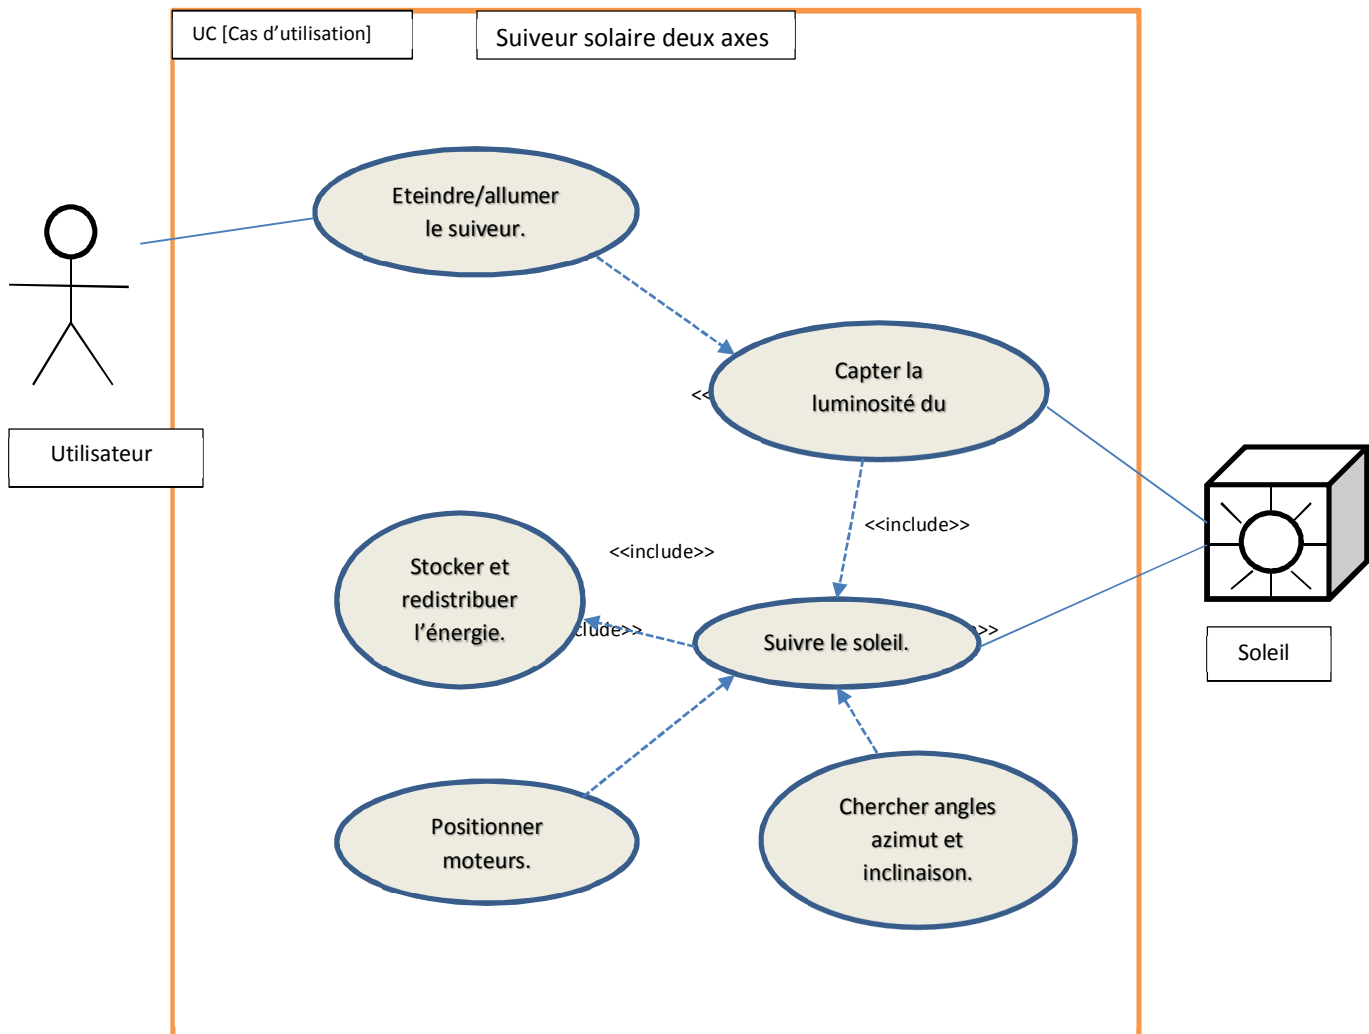 UC [Cas d’utilisation]
Suiveur solaire deux axes
Eteindre/allumer
le suiveur.
Capter la
luminosité du
Utilisateur
<<include>>
<<include>>
Stocker et
redistribuer
l’énergie.
Suivre le soleil.
Soleil
Positionner
moteurs.
Chercher angles
azimut et
inclinaison.